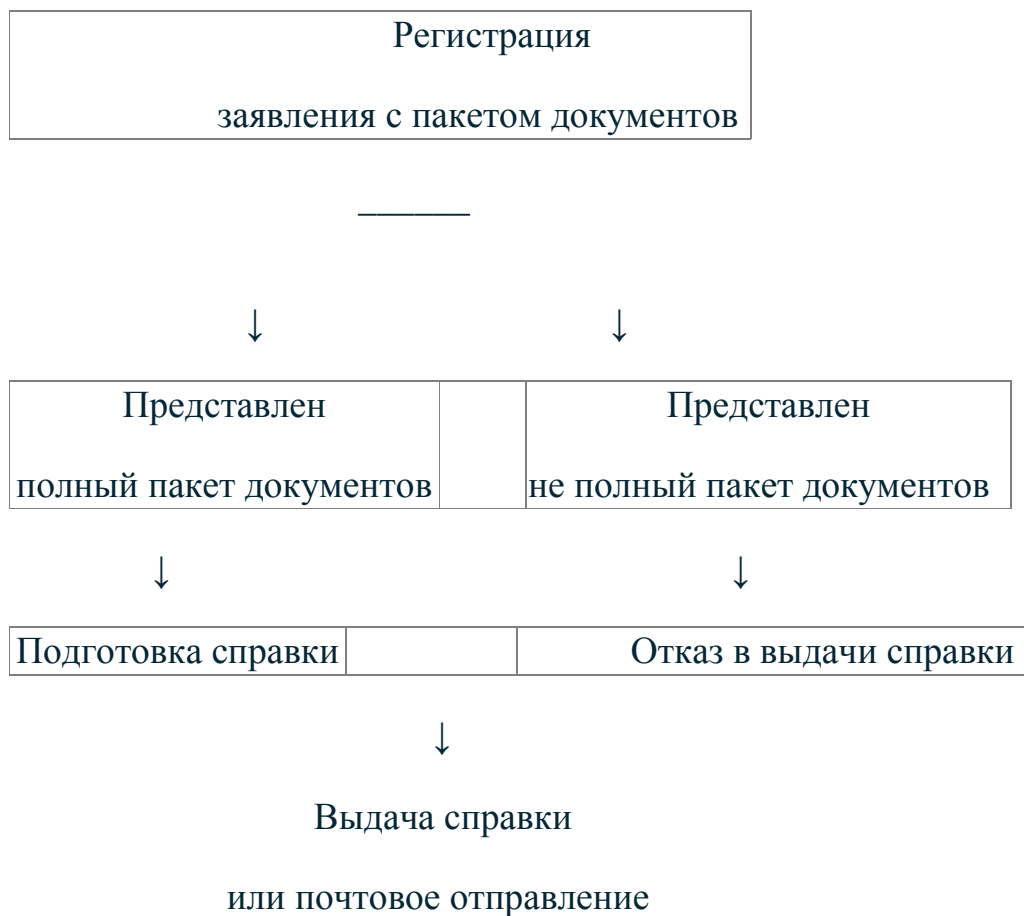 Регистрация
заявления с пакетом документов
______
↓ ↓
Представлен
полный пакет документов
Представлен
не полный пакет документов
↓ ↓
Подготовка справки
Отказ в выдачи справки
↓
Выдача справки
или почтовое отправление